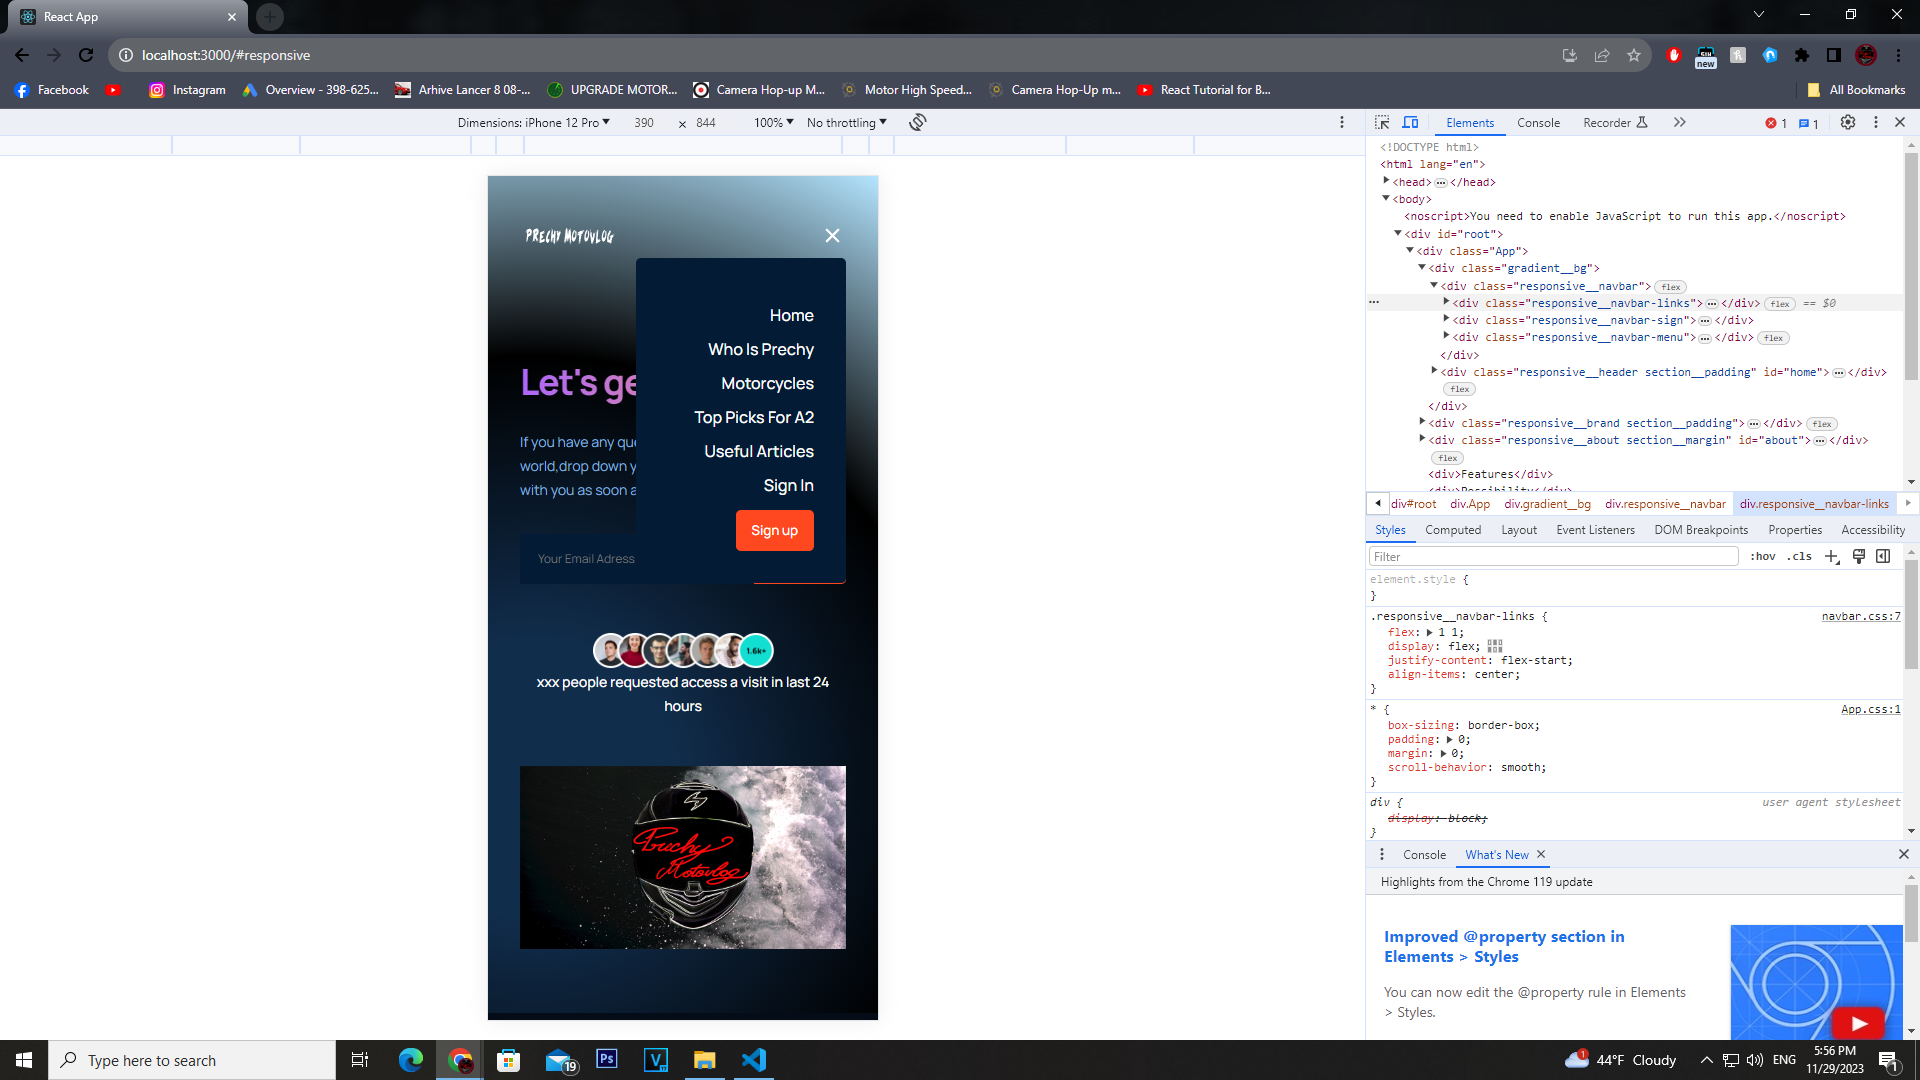 React App
localhost:3000/#responsive
new
Facebook
Instagram
Overview - 398-625...
Arhive Lancer 8 08-...
UPGRADE MOTOR...
Camera Hop-up M...
Motor High Speed...
Camera Hop-Up m...
React Tutorial for B...
All Bookmarks
Dimensions: iPhone 12 Pro 390 × 844 100% No throttling
PRECHY MOTOVLOG
Home
Who Is Prechy
Motorcycles
Top Picks For A2
Useful Articles
Sign In
Sign up
Let's ge
If you have any que
world,drop down y
with you as soon a
Your Email Adress
1.6k+
xxx people requested access a visit in last 24
hours
Prechy
Motovlog
Elements Console Recorder 1 1
<!DOCTYPE html>
<html lang="en">
<head>…</head>
<body>
<noscript>You need to enable JavaScript to run this app.</noscript>
<div id="root">
<div class="App">
<div class="gradient__bg">
<div class="responsive__navbar"> flex
<div class="responsive__navbar-links">…</div> flex == $0
<div class="responsive__navbar-sign">…</div>
<div class="responsive__navbar-menu">…</div> flex
</div>
<div class="responsive__header section__padding" id="home">…</div>
flex
</div>
<div class="responsive__brand section__padding">…</div> flex
<div class="responsive__about section__margin" id="about">…</div>
flex
<div>Features</div>
<div>Possibility</div>
div#root div.App div.gradient__bg div.responsive__navbar div.responsive__navbar-links
Styles Computed Layout Event Listeners DOM Breakpoints Properties Accessibility
Filter :hov .cls
element.style {
}
.responsive__navbar-links { navbar.css:7
flex: 1 1;
display: flex;
justify-content: flex-start;
align-items: center;
}
* { App.css:1
box-sizing: border-box;
padding: 0;
margin: 0;
scroll-behavior: smooth;
}
div { user agent stylesheet
display: block;
}
Console What's New
Highlights from the Chrome 119 update
Improved @property section in
Elements > Styles
You can now edit the @property rule in Elements
> Styles.
Type here to search
Ps
V
19
1
44°F Cloudy
ENG
5:56 PM
11/29/2023
1